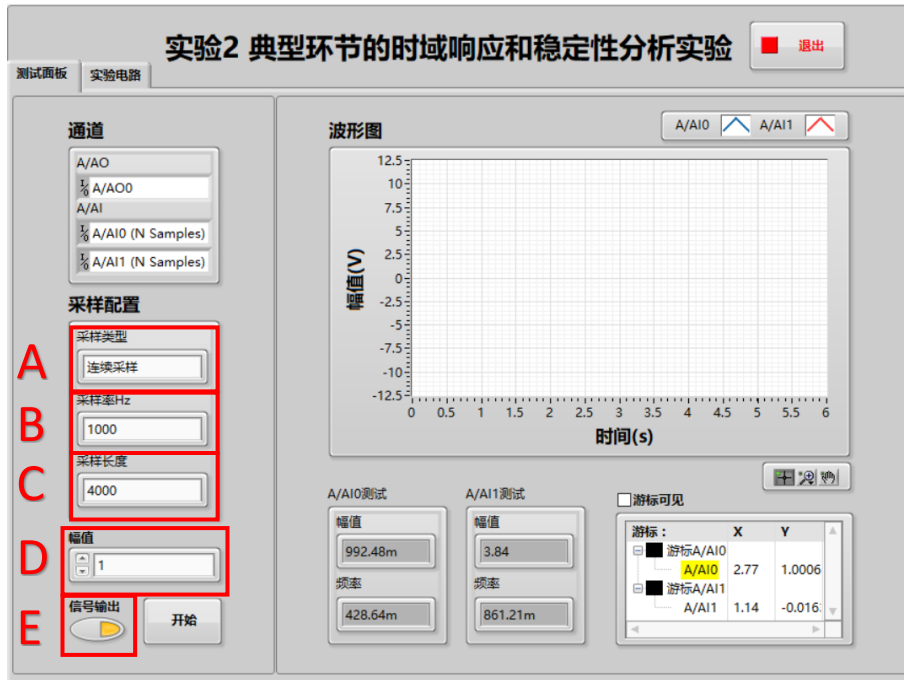 实验2 典型环节的时域响应和稳定性分析实验
退出
测试面板
实验电路
通道
A/AO
A/AO0
A/AI
A/AI0 (N Samples)
A/AI1 (N Samples)
采样配置
A
采样类型
连续采样
B
采样率Hz
1000
C
采样长度
4000
D
幅值
1
E
信号输出
开始
波形图
A/AI0
A/AI1
幅值(V)
12.5
10
7.5
5
2.5
0
-2.5
-5
-7.5
-10
-12.5
0 0.5 1 1.5 2 2.5 3 3.5 4 4.5 5 5.5 6
时间(s)
A/AI0测试
幅值
992.48m
频率
428.64m
A/AI1测试
幅值
3.84
频率
861.21m
游标可见
游标： X Y
游标A/AI0
A/AI0 2.77 1.0006
游标A/AI1
A/AI1 1.14 -0.016